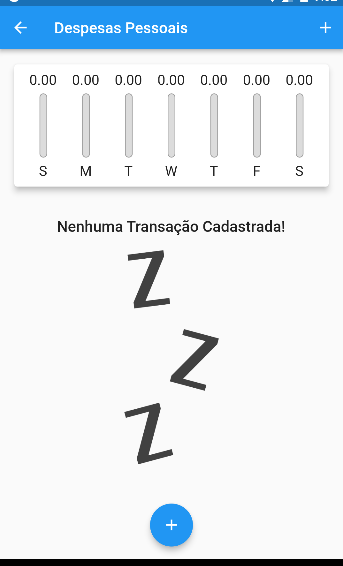 Despesas Pessoais
0.00 0.00 0.00 0.00 0.00 0.00 0.00
S M T W T F S
Nenhuma Transação Cadastrada!
Z
Z
Z